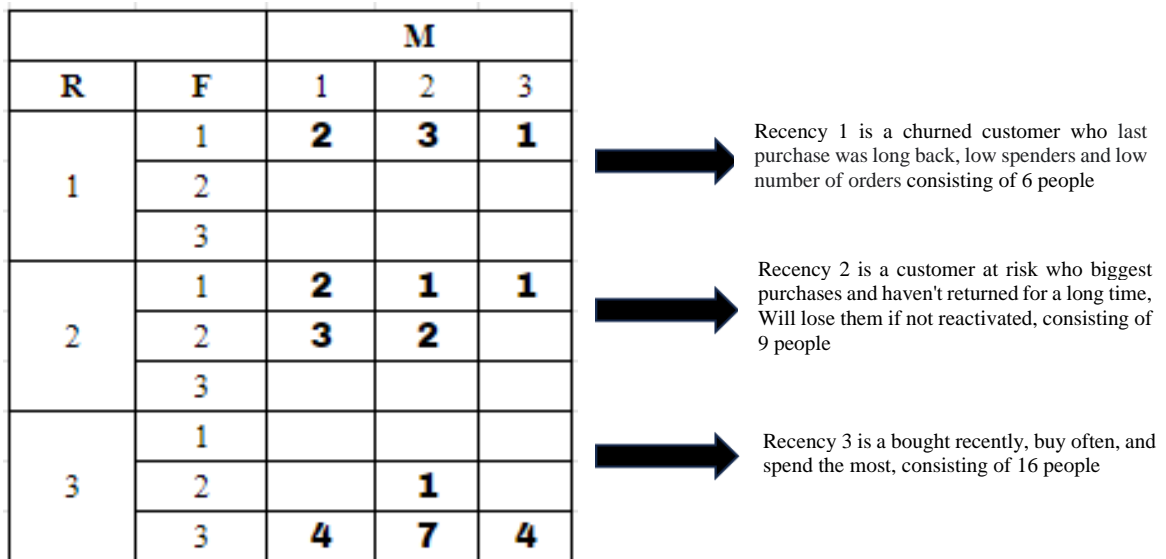 M
R F 1 2 3
1 2 3 1
1 2
3
1 2 1 1
2 2 3 2
3
1
3 2 1
3 4 7 4
Recency 1 is a churned customer who last
purchase was long back, low spenders and low
number of orders consisting of 6 people
Recency 2 is a customer at risk who biggest
purchases and haven't returned for a long time,
Will lose them if not reactivated, consisting of
9 people
Recency 3 is a bought recently, buy often, and
spend the most, consisting of 16 people